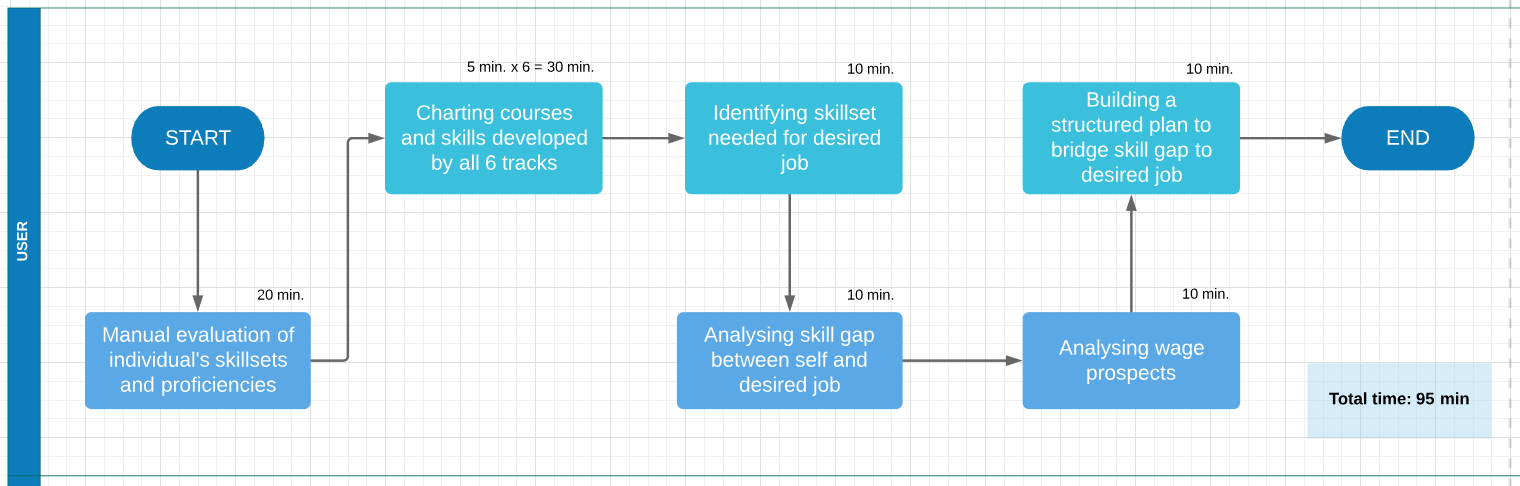 USER
START
20 min.
Manual evaluation of
individual's skillsets
and proficiencies
5 min. x 6 = 30 min.
Charting courses
and skills developed
by all 6 tracks
10 min.
Identifying skillset
needed for desired
job
10 min.
Analysing skill gap
between self and
desired job
10 min.
Analysing wage
prospects
10 min.
Building a
structured plan to
bridge skill gap to
desired job
END
Total time: 95 min